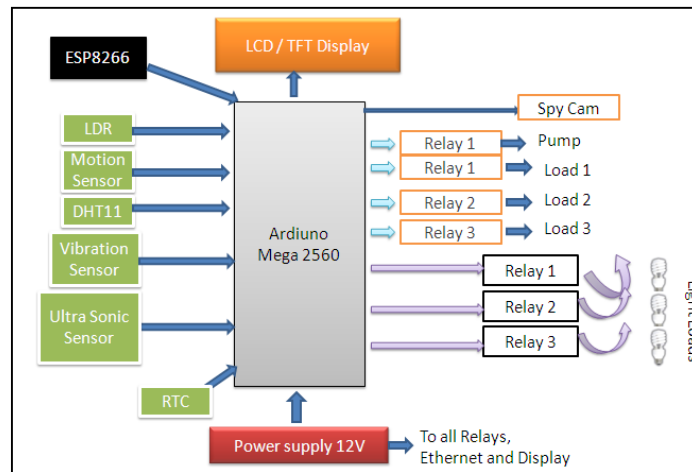 LCD / TFT Display
ESP8266
Spy Cam
LDR
Relay 1
Pump
Motion
Sensor
Relay 1
Load 1
DHT11
Relay 2
Load 2
Relay 3
Load 3
Ardiuno
Mega 2560
Vibration
Sensor
Relay 1
Relay 2
Relay 3
Light Loads
Ultra Sonic
Sensor
RTC
Power supply 12V
To all Relays,
Ethernet and Display